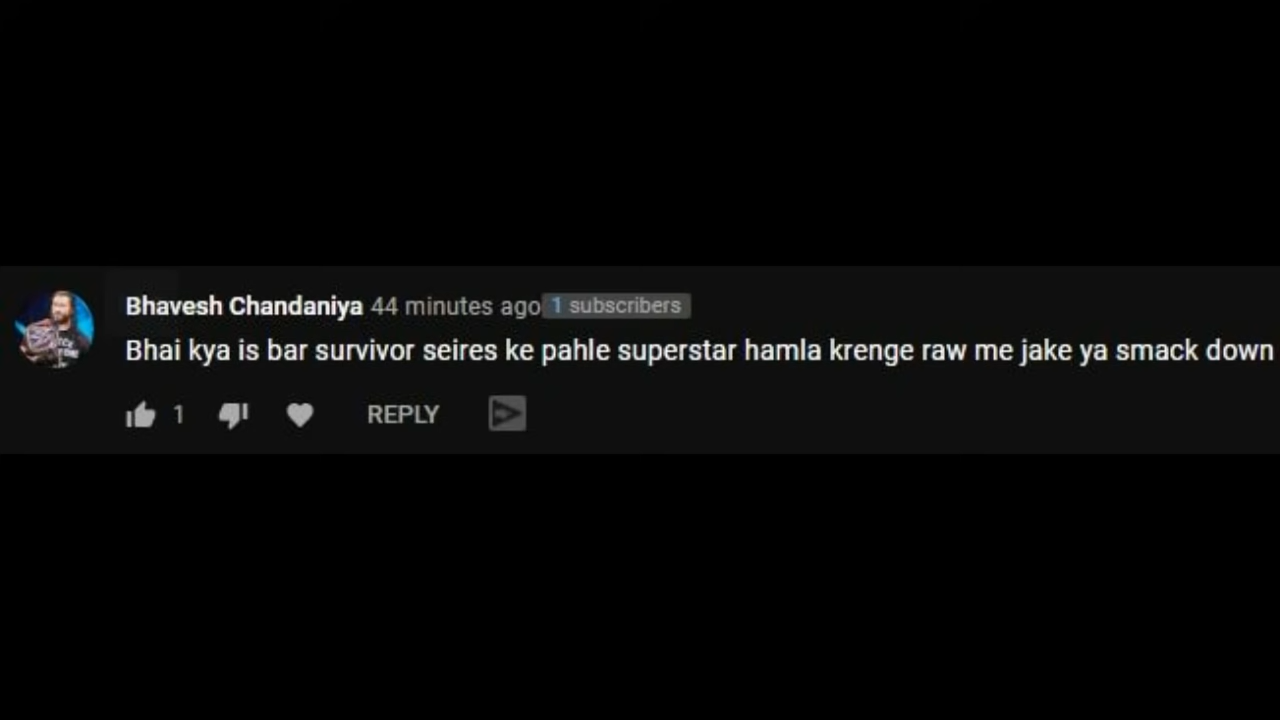 Bhavesh Chandaniya 44 minutes ago 1 subscribers
Bhai kya is bar survivor seires ke pahle superstar hamla krenge raw me jake ya smack down
1 REPLY